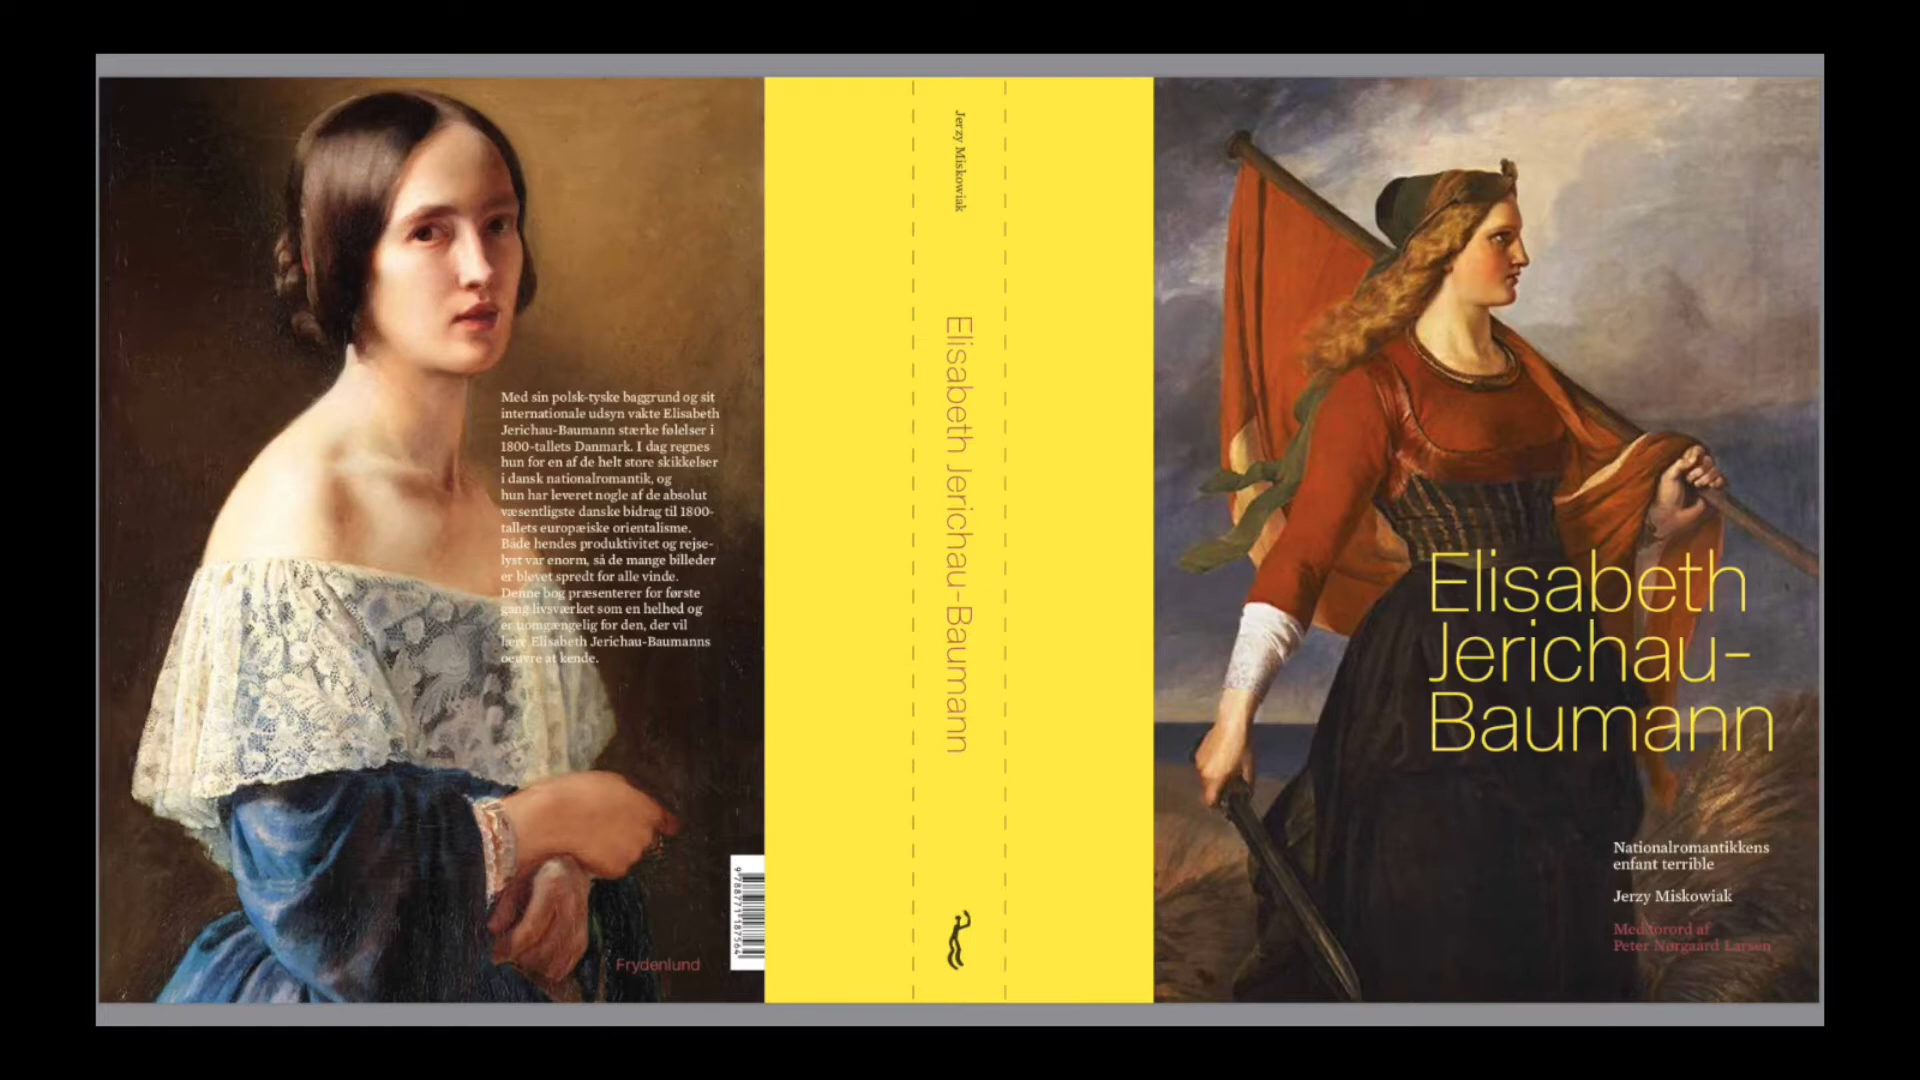 Med sin polsk-tyske baggrund og sit
internationale udsyn vakte Elisabeth
Jerichau-Baumann stærke følelser i
1800-tallets Danmark. I dag regnes
hun for en af de helt store skikkelser
i dansk nationalromantik, og
hun har leveret nogle af de absolut
væsentligste danske bidrag til 1800-
tallets europæiske orientalisme.
Både hendes produktivitet og rejse-
lyst var enorm, så de mange billeder
er blevet spredt for alle vinde.
Denne bog præsenterer for første
gang livsværket som en helhed og
er uomgængelig for den, der vil
lære Elisabeth Jerichau-Baumanns
oeuvre at kende.
Frydenlund
9 788771 187564
Jerzy Miskowiak
Elisabeth Jerichau-Baumann
Elisabeth
Jerichau-
Baumann
Nationalromantikkens
enfant terrible
Jerzy Miskowiak
Med forord af
Peter Nørgaard Larsen